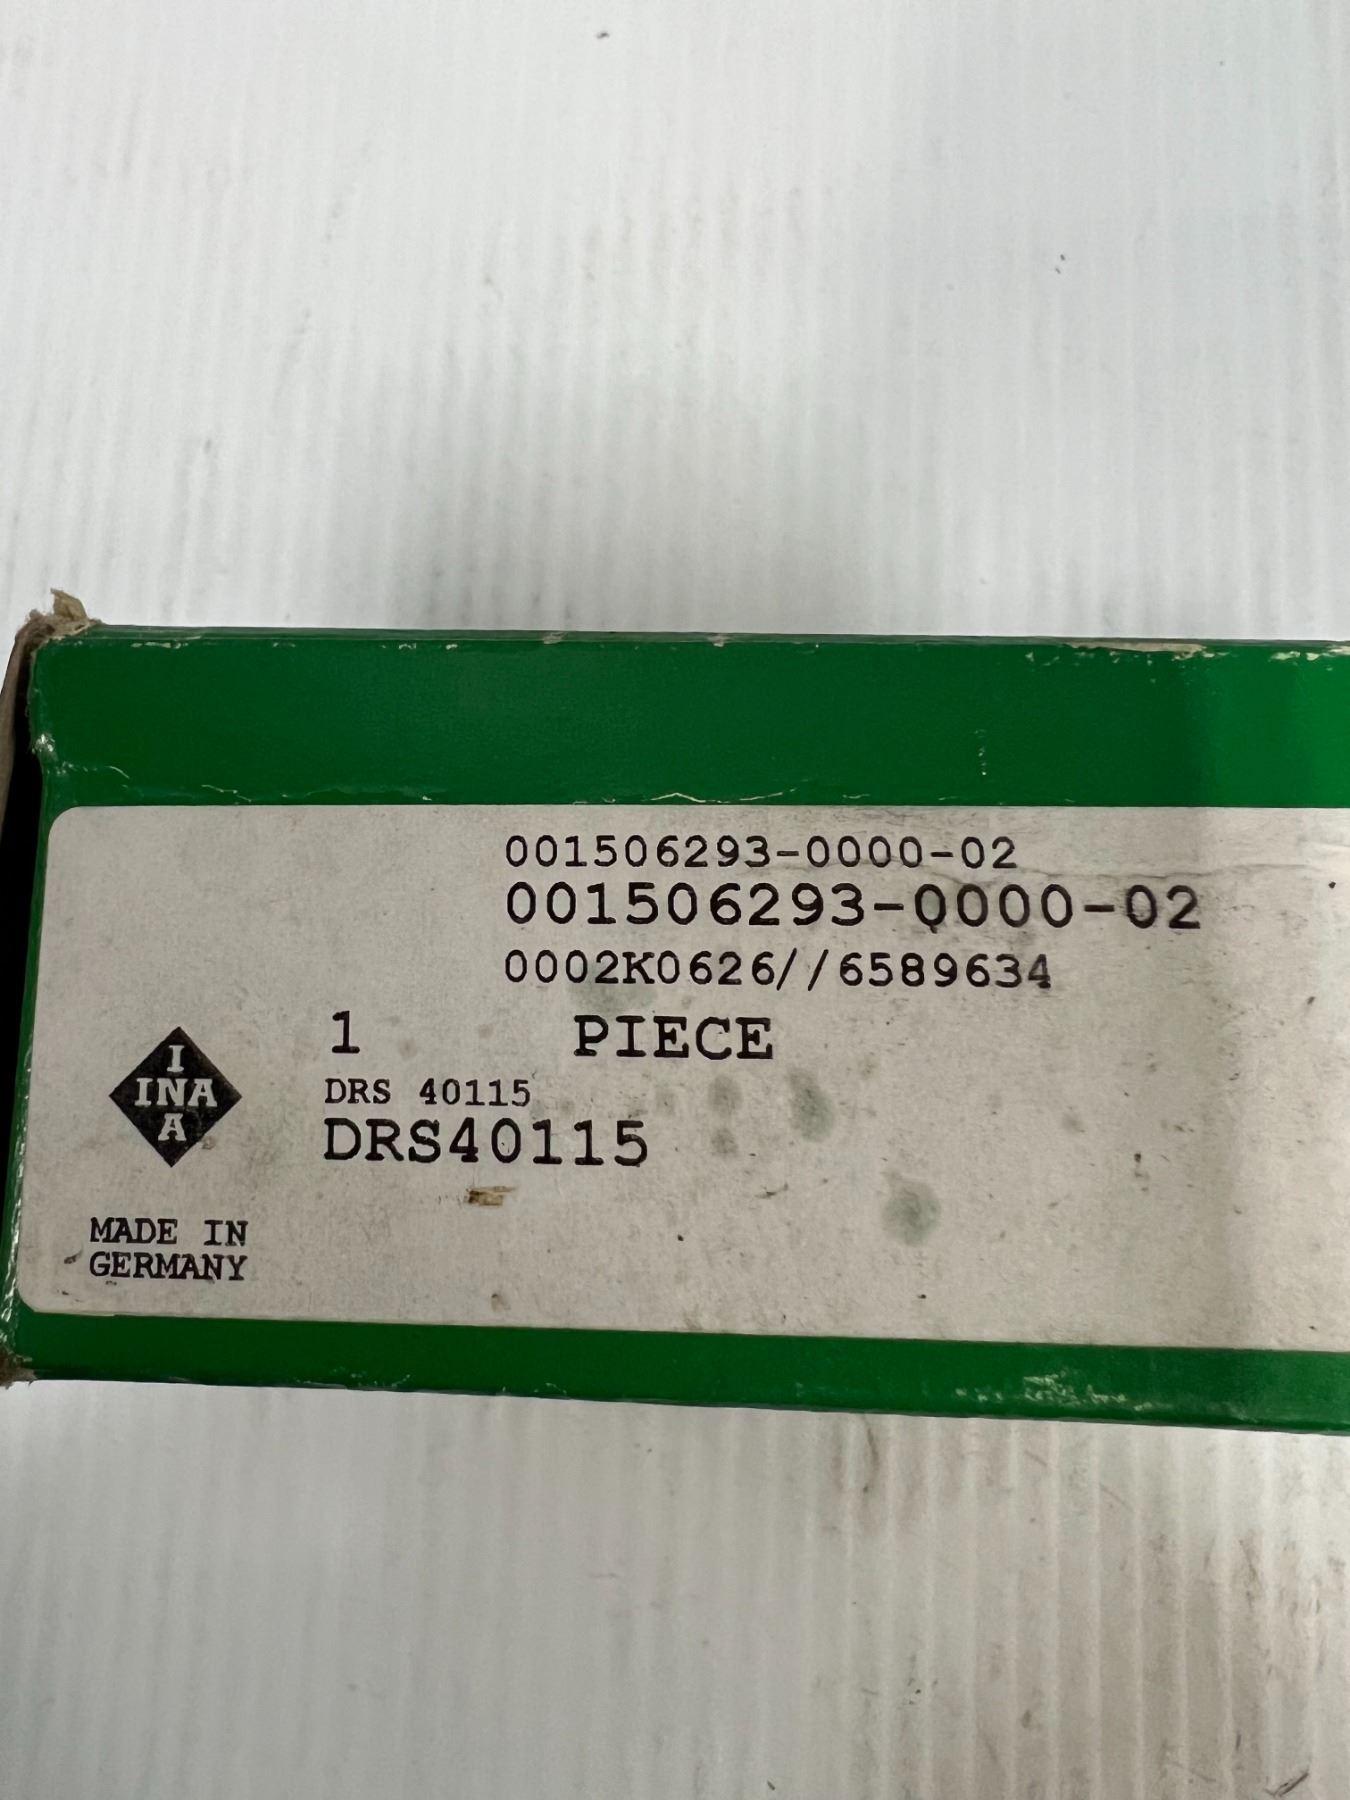 001506293-0000-02
001506293-0000-02
0002K0626//6589634
1 PIECE
I
INA
A
DRS 40115
DRS40115
MADE IN
GERMANY